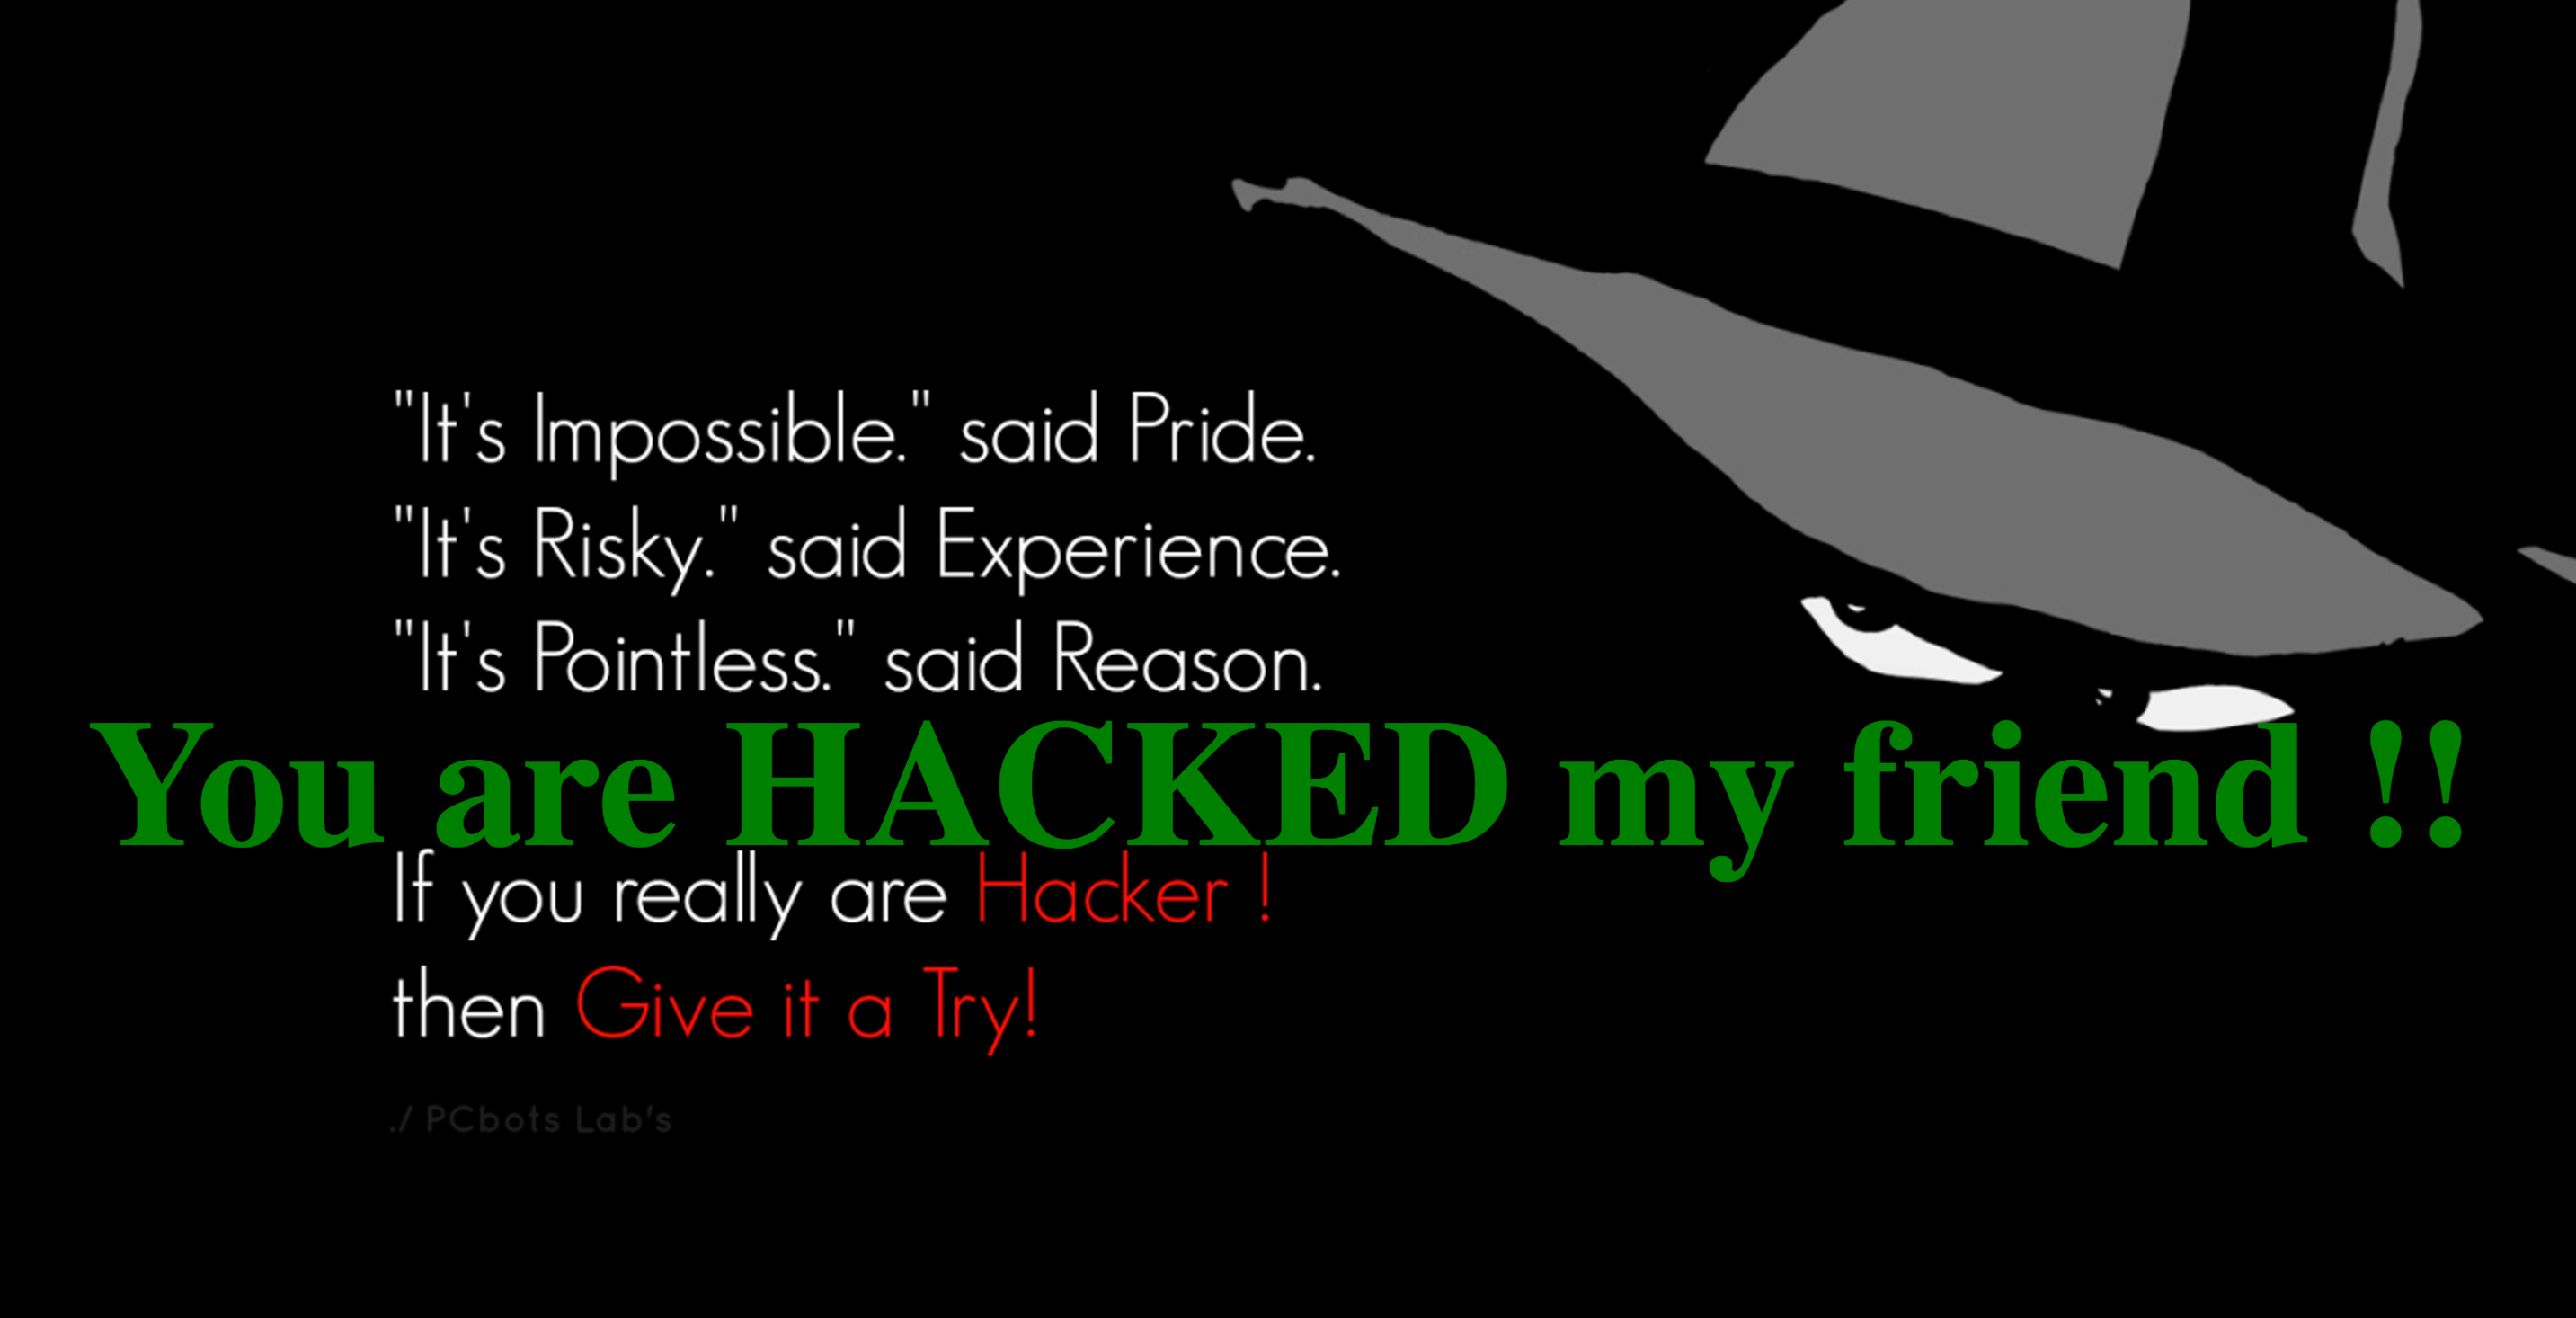 "It's Impossible." said Pride.
"It's Risky." said Experience.
"It's Pointless." said Reason.
You are HACKED my friend !!
If you really are Hacker !
then Give it a Try!
./ PCbots Lab's